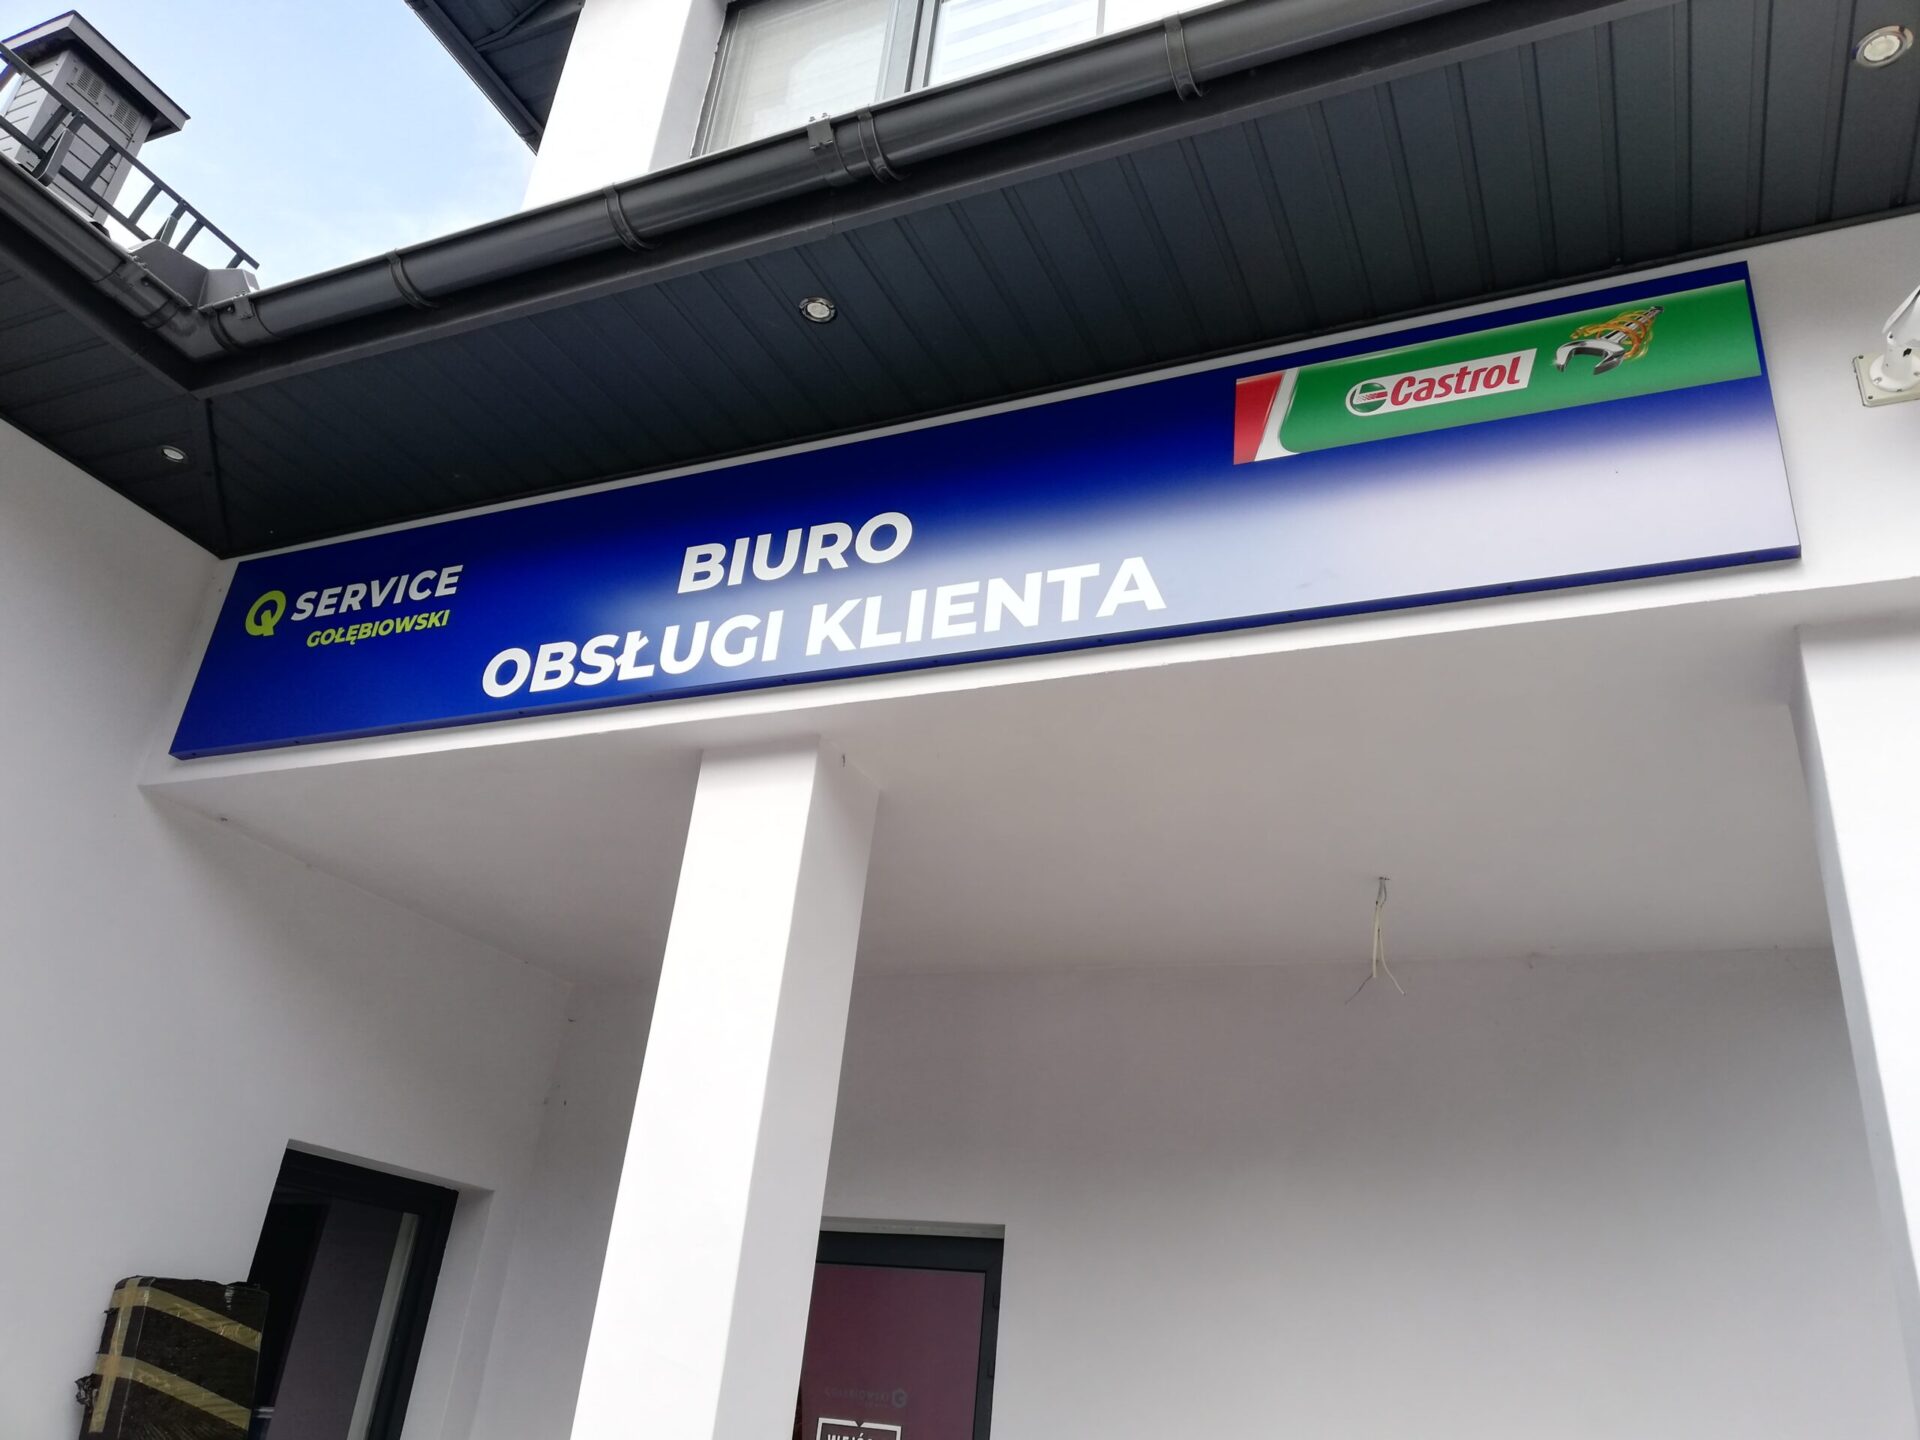 Q SERVICE
GOŁĘBIOWSKI
BIURO
OBSŁUGI KLIENTA
Castrol